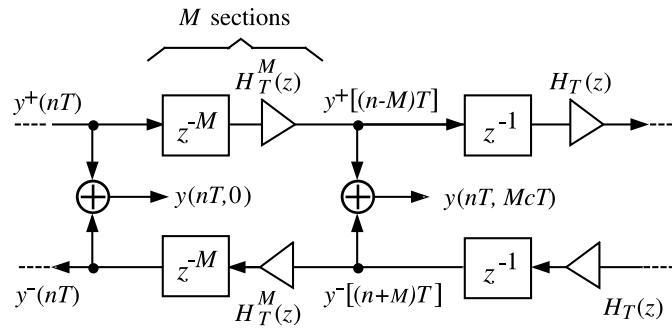 M sections
H_T^M(z)
H_T(z)
y⁺(nT)
y⁺[(n-M)T]
z⁻ᴹ
z⁻¹
+
y(nT,0)
+
y(nT, McT)
z⁻ᴹ
z⁻¹
y⁻(nT)
H_T^M(z)
y⁻[(n+M)T]
H_T(z)